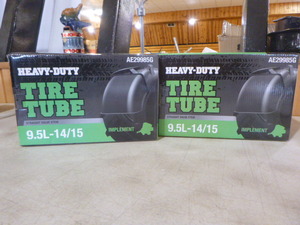 AE29985G
HEAVY-DUTY
TIRE
TUBE
9.5L-14/15
IMPLEMENT
AE29985G
HEAVY-DUTY
TIRE
TUBE
9.5L-14/15
IMPLEMENT